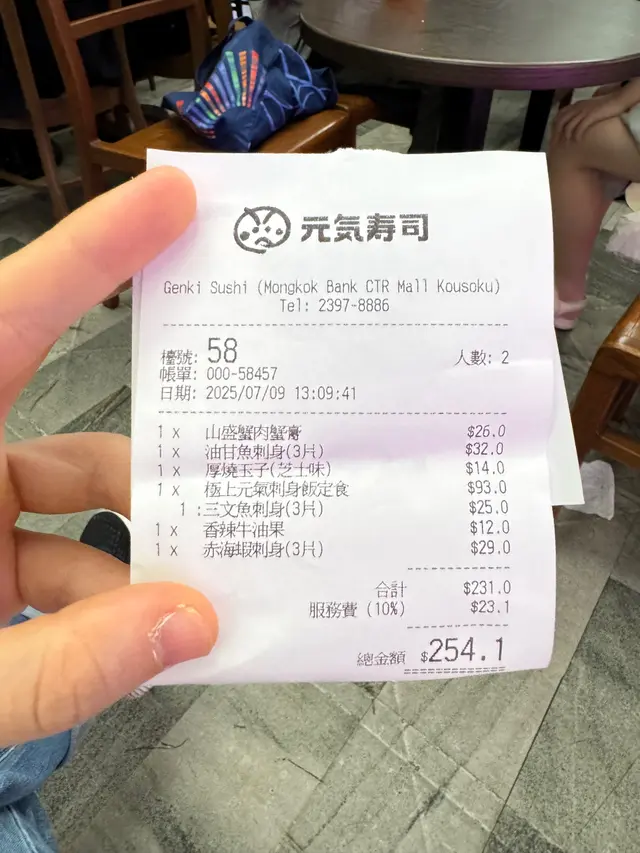 元気寿司
Genki Sushi (Mongkok Bank CTR Mall Kousoku)
Tel: 2397-8886
檯號: 58 人數: 2
帳單: 000-58457
日期: 2025/07/09 13:09:41
1 x 山盛蟹肉蟹膏 $26.0
1 x 油甘魚刺身(3片) $32.0
1 x 厚燒玉子(芝士味) $14.0
1 x 極上元氣刺身飯定食 $93.0
1 :三文魚刺身(3片) $25.0
1 x 香辣牛油果 $12.0
1 x 赤海蝦刺身(3片) $29.0
合計 $231.0
服務費 (10%) $23.1
總金額 $254.1